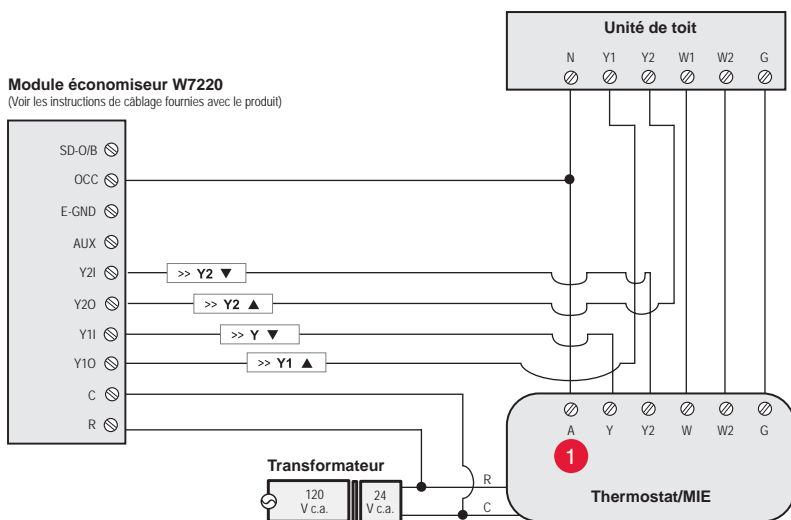 Unité de toit
N Y1 Y2 W1 W2 G
Module économiseur W7220
(Voir les instructions de câblage fournies avec le produit)
SD-O/B
OCC
E-GND
AUX
Y2I >> Y2 ▼
Y2O >> Y2 ▲
Y1I >> Y ▼
Y1O >> Y1 ▲
C
R
A Y Y2 W W2 G
1
Transformateur
120
V c.a.
24
V c.a.
R
C
Thermostat/MIE